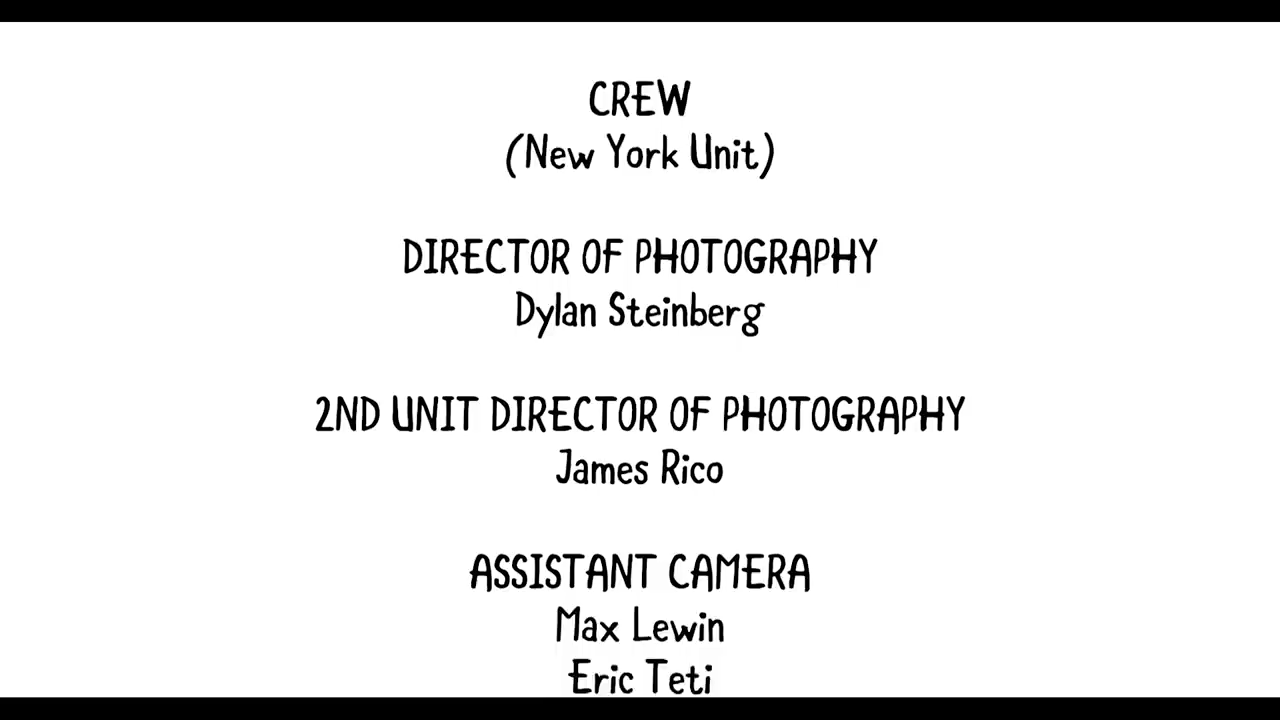 CREW
(New York Unit)
DIRECTOR OF PHOTOGRAPHY
Dylan Steinberg
2ND UNIT DIRECTOR OF PHOTOGRAPHY
James Rico
ASSISTANT CAMERA
Max Lewin
Eric Teti